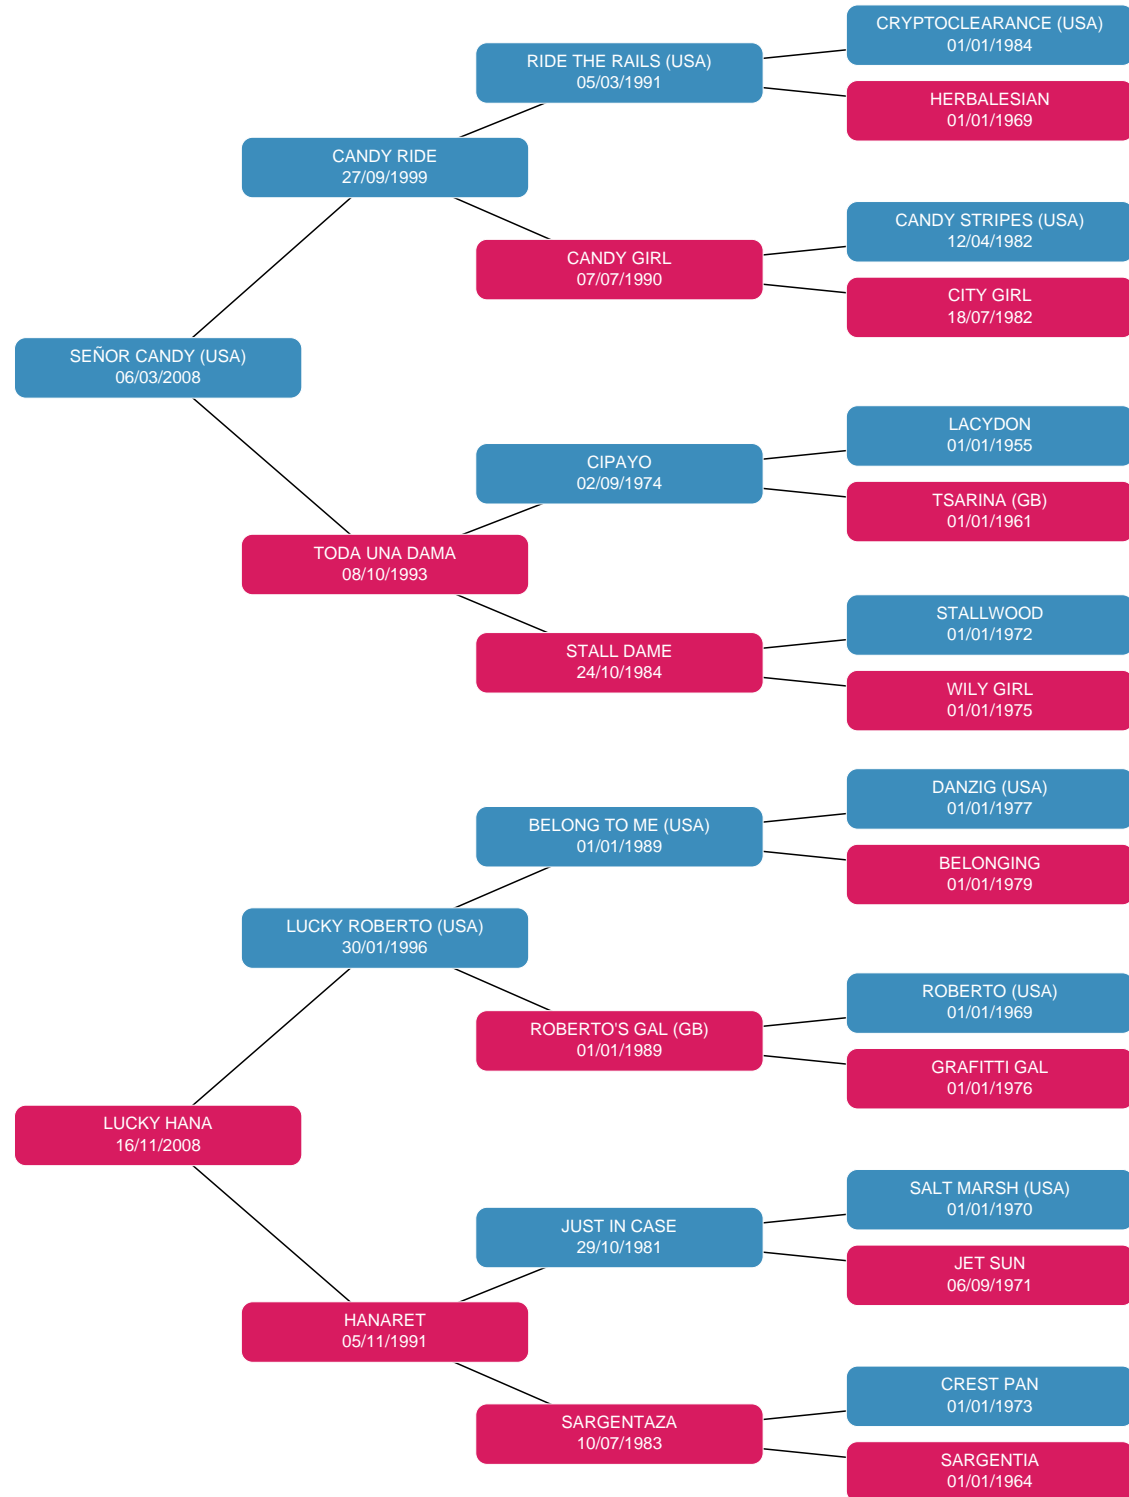 CRYPTOCLEARANCE (USA)
01/01/1984
RIDE THE RAILS (USA)
05/03/1991
HERBALESIAN
01/01/1969
CANDY RIDE
27/09/1999
CANDY STRIPES (USA)
12/04/1982
CANDY GIRL
07/07/1990
CITY GIRL
18/07/1982
SEÑOR CANDY (USA)
06/03/2008
LACYDON
01/01/1955
CIPAYO
02/09/1974
TSARINA (GB)
01/01/1961
TODA UNA DAMA
08/10/1993
STALLWOOD
01/01/1972
STALL DAME
24/10/1984
WILY GIRL
01/01/1975
DANZIG (USA)
01/01/1977
BELONG TO ME (USA)
01/01/1989
BELONGING
01/01/1979
LUCKY ROBERTO (USA)
30/01/1996
ROBERTO (USA)
01/01/1969
ROBERTO'S GAL (GB)
01/01/1989
GRAFITTI GAL
01/01/1976
LUCKY HANA
16/11/2008
SALT MARSH (USA)
01/01/1970
JUST IN CASE
29/10/1981
JET SUN
06/09/1971
HANARET
05/11/1991
CREST PAN
01/01/1973
SARGENTAZA
10/07/1983
SARGENTIA
01/01/1964